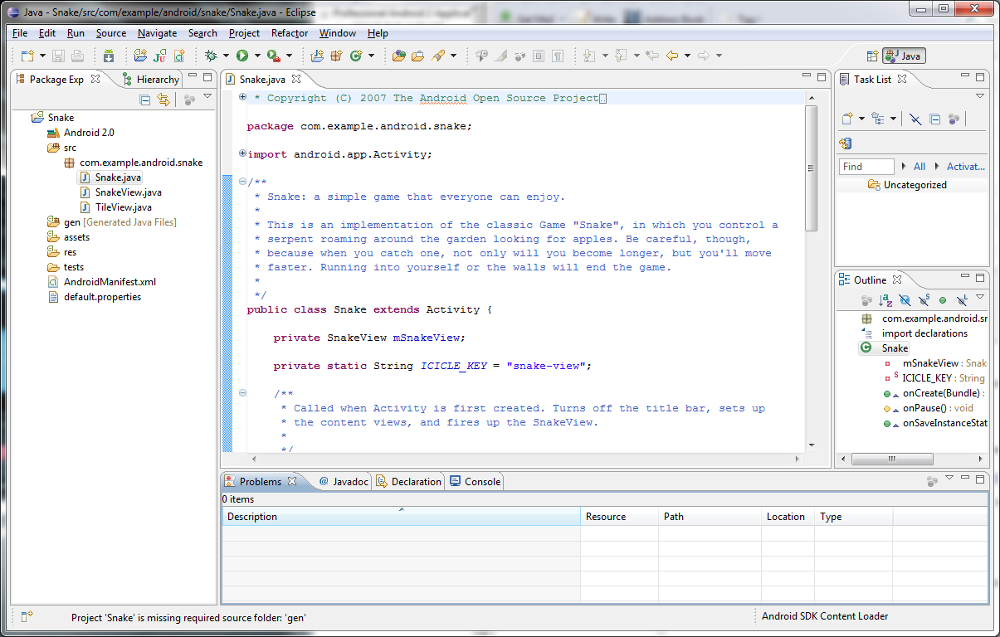 Java - Snake/src/com/example/android/snake/Snake.java - Eclipse
File Edit Run Source Navigate Search Project Refactor Window Help
Java
Package Exp Hierarchy
Snake
Android 2.0
src
com.example.android.snake
Snake.java
SnakeView.java
TileView.java
gen [Generated Java Files]
assets
res
tests
AndroidManifest.xml
default.properties
Snake.java
* Copyright (C) 2007 The Android Open Source Project
package com.example.android.snake;
import android.app.Activity;
/**
* Snake: a simple game that everyone can enjoy.
*
* This is an implementation of the classic Game "Snake", in which you control a
* serpent roaming around the garden looking for apples. Be careful, though,
* because when you catch one, not only will you become longer, but you'll move
* faster. Running into yourself or the walls will end the game.
*
*/
public class Snake extends Activity {
private SnakeView mSnakeView;
private static String ICICLE_KEY = "snake-view";
/**
* Called when Activity is first created. Turns off the title bar, sets up
* the content views, and fires up the SnakeView.
*
*/
Task List
Find All Activat...
Uncategorized
Outline
com.example.android.sr
import declarations
Snake
mSnakeView : Snak
S ICICLE_KEY : String
onCreate(Bundle) :
onPause() : void
onSaveInstanceStat
Problems @ Javadoc Declaration Console
0 items
Description Resource Path Location Type
Project 'Snake' is missing required source folder: 'gen'
Android SDK Content Loader